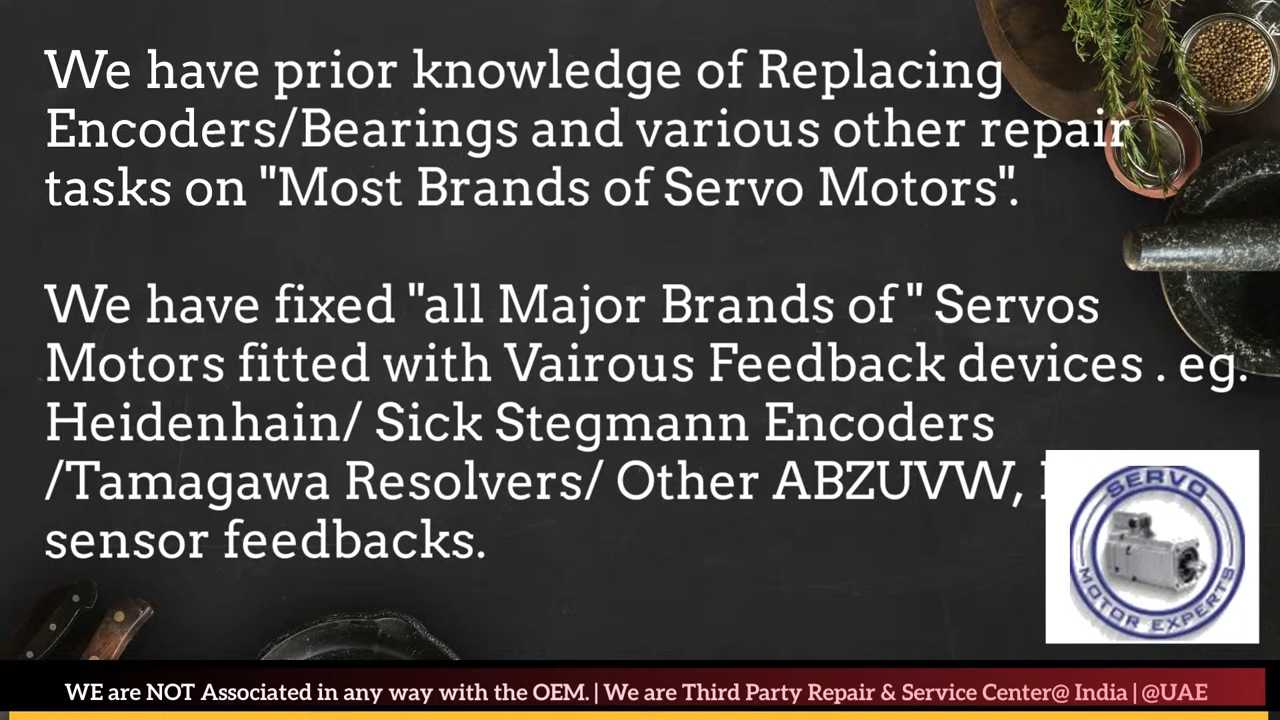 We have prior knowledge of Replacing
Encoders/Bearings and various other repair
tasks on "Most Brands of Servo Motors".
We have fixed "all Major Brands of " Servos
Motors fitted with Vairous Feedback devices . eg.
Heidenhain/ Sick Stegmann Encoders
/Tamagawa Resolvers/ Other ABZUVW,
sensor feedbacks.
SERVO
MOTOR EXPERTS
WE are NOT Associated in any way with the OEM. | We are Third Party Repair & Service Center@ India | @UAE